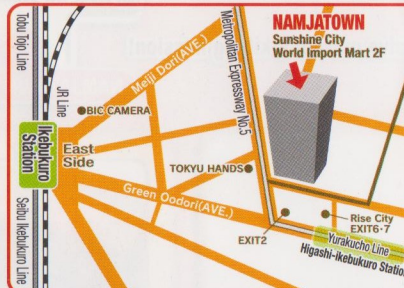 Tobu Tojo Line
JR Line
Meiji Dori(AVE.)
Metropolitan Expressway No.5
NAMJATOWN
Sunshine City
World Import Mart 2F
BIC CAMERA
Ikebukuro
Station
East
Side
TOKYU HANDS
Green Oodori(AVE.)
Rise City
EXIT6·7
EXIT2
Yurakucho Line
Higashi-Ikebukuro Station
Seibu Ikebukuro Line